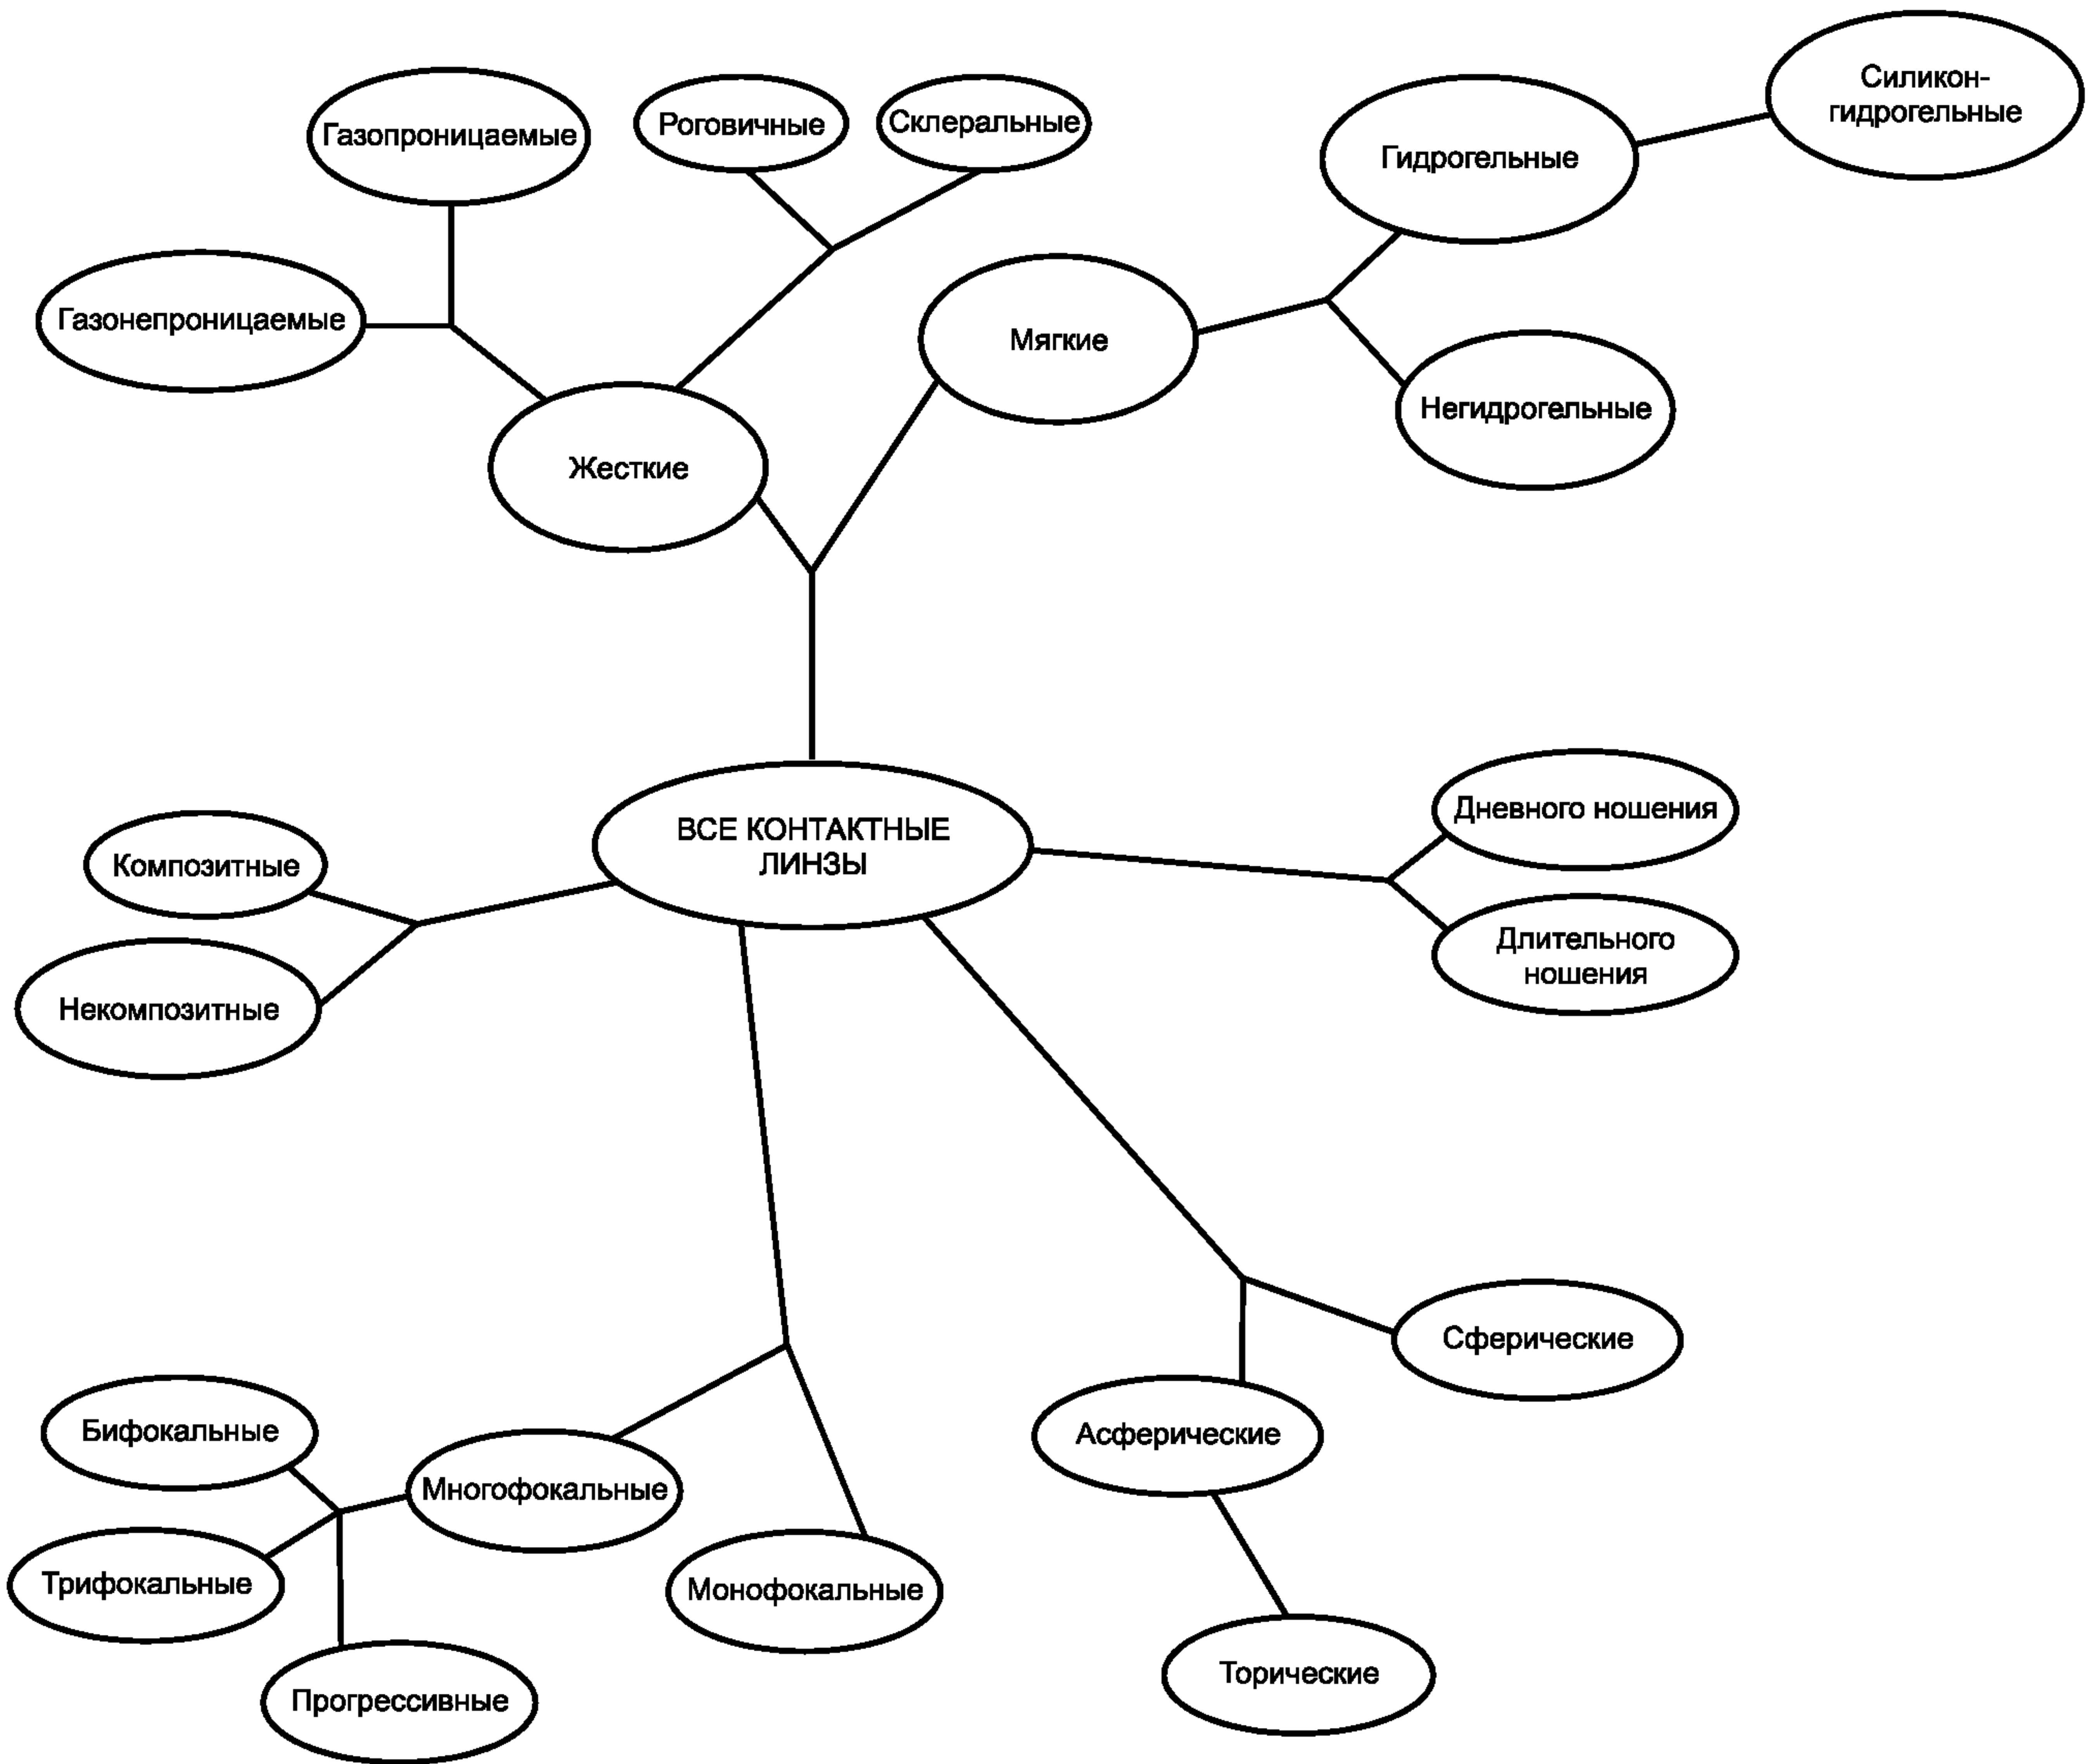 Силикон-
гидрогельные
Газопроницаемые
Роговичные
Склеральные
Гидрогельные
Газонепроницаемые
Мягкие
Негидрогельные
Жесткие
ВСЕ КОНТАКТНЫЕ
ЛИНЗЫ
Дневного ношения
Композитные
Длительного
ношения
Некомпозитные
Сферические
Бифокальные
Асферические
Многофокальные
Трифокальные
Монофокальные
Торические
Прогрессивные